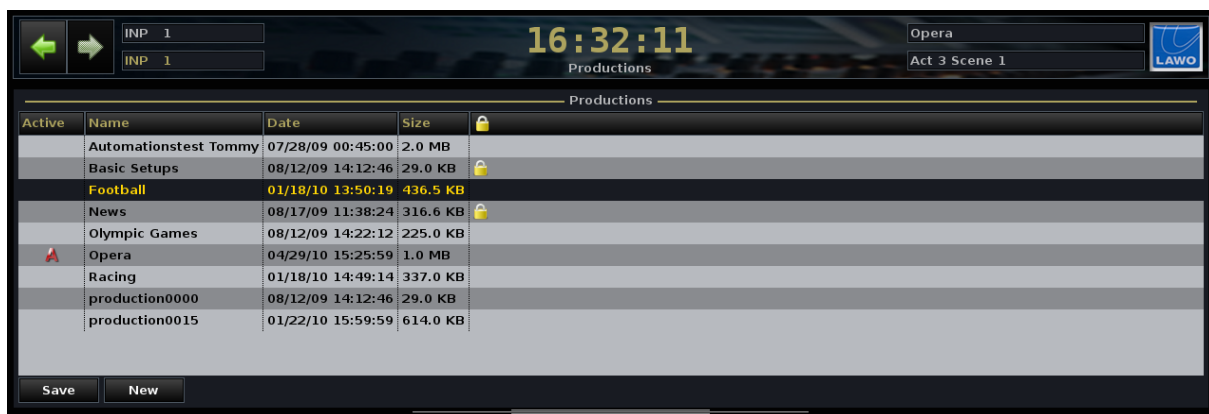 INP 1
INP 1
16:32:11
Productions
Opera
Act 3 Scene 1
LAWO
Productions
Active Name Date Size
Automationstest Tommy 07/28/09 00:45:00 2.0 MB
Basic Setups 08/12/09 14:12:46 29.0 KB
Football 01/18/10 13:50:19 436.5 KB
News 08/17/09 11:38:24 316.6 KB
Olympic Games 08/12/09 14:22:12 225.0 KB
A Opera 04/29/10 15:25:59 1.0 MB
Racing 01/18/10 14:49:14 337.0 KB
production0000 08/12/09 14:12:46 29.0 KB
production0015 01/22/10 15:59:59 614.0 KB
Save New